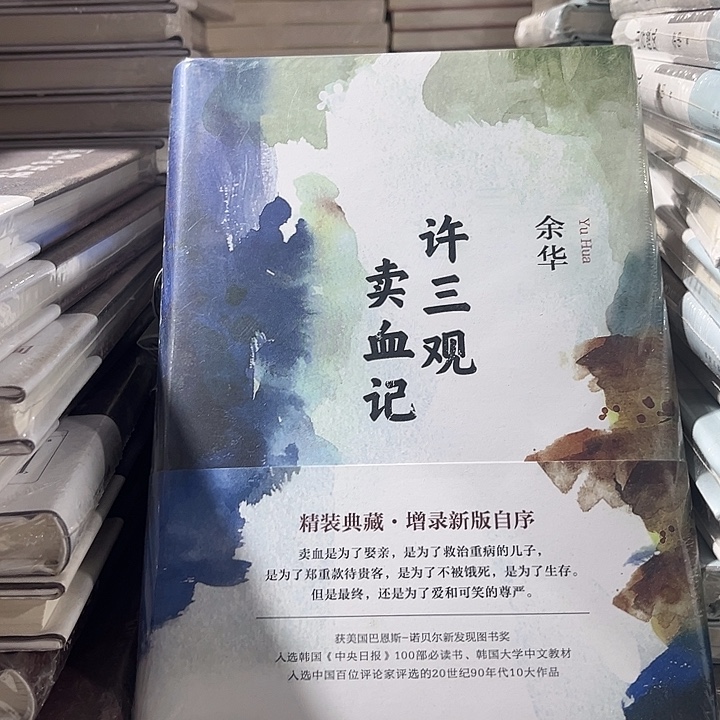 余华
Yu Hua
许三观
卖血记
精装典藏·增录新版自序
卖血是为了娶亲，是为了救治重病的儿子，
是为了郑重款待贵客，是为了不被饿死，是为了生存。
但是最终，还是为了爱和可笑的尊严。
获美国巴恩斯-诺贝尔新发现图书奖
入选韩国《中央日报》100部必读书、韩国大学中文教材
入选中国百位评论家评选的20世纪90年代10大作品